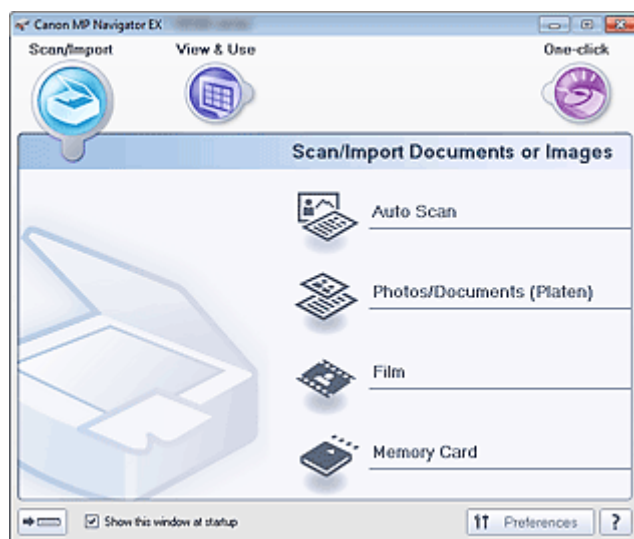 Canon MP Navigator EX
Scan/Import
View & Use
One-click
Scan/Import Documents or Images
Auto Scan
Photos/Documents (Platen)
Film
Memory Card
Show this window at startup
Preferences
?